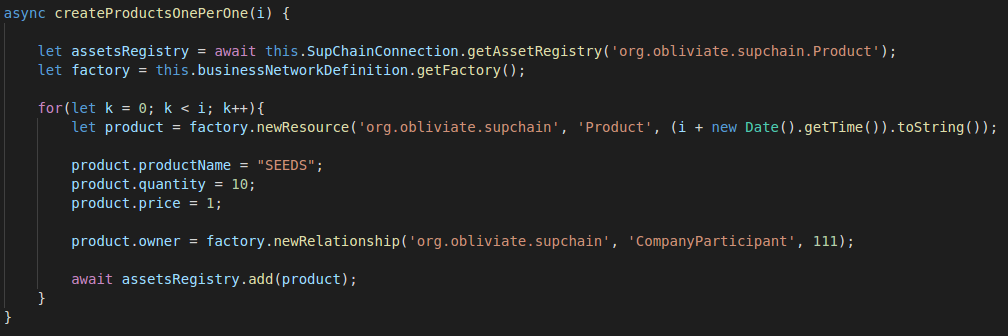 async createProductsOnePerOne(i) {
let assetsRegistry = await this.SupChainConnection.getAssetRegistry('org.obliviate.supchain.Product');
let factory = this.businessNetworkDefinition.getFactory();
for(let k = 0; k < i; k++){
let product = factory.newResource('org.obliviate.supchain', 'Product', (i + new Date().getTime()).toString());
product.productName = "SEEDS";
product.quantity = 10;
product.price = 1;
product.owner = factory.newRelationship('org.obliviate.supchain', 'CompanyParticipant', 111);
await assetsRegistry.add(product);
}
}